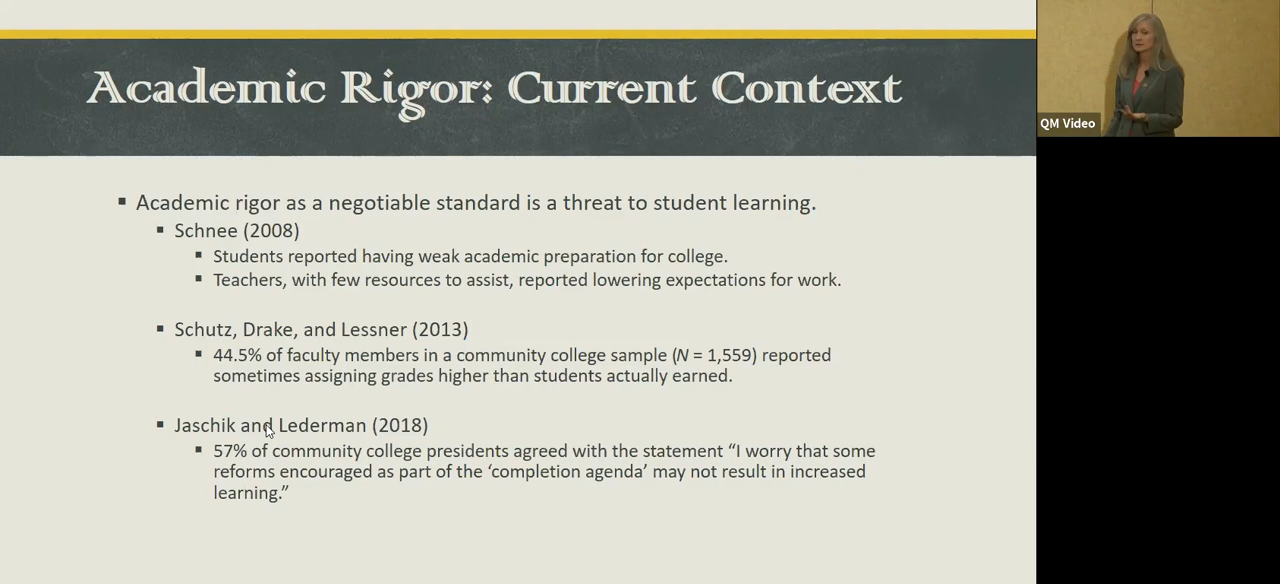 Academic Rigor: Current Context
QM Video
▪ Academic rigor as a negotiable standard is a threat to student learning.
▪ Schnee (2008)
▪ Students reported having weak academic preparation for college.
▪ Teachers, with few resources to assist, reported lowering expectations for work.
▪ Schutz, Drake, and Lessner (2013)
▪ 44.5% of faculty members in a community college sample (N = 1,559) reported
sometimes assigning grades higher than students actually earned.
▪ Jaschik and Lederman (2018)
▪ 57% of community college presidents agreed with the statement “I worry that some
reforms encouraged as part of the ‘completion agenda’ may not result in increased
learning.”